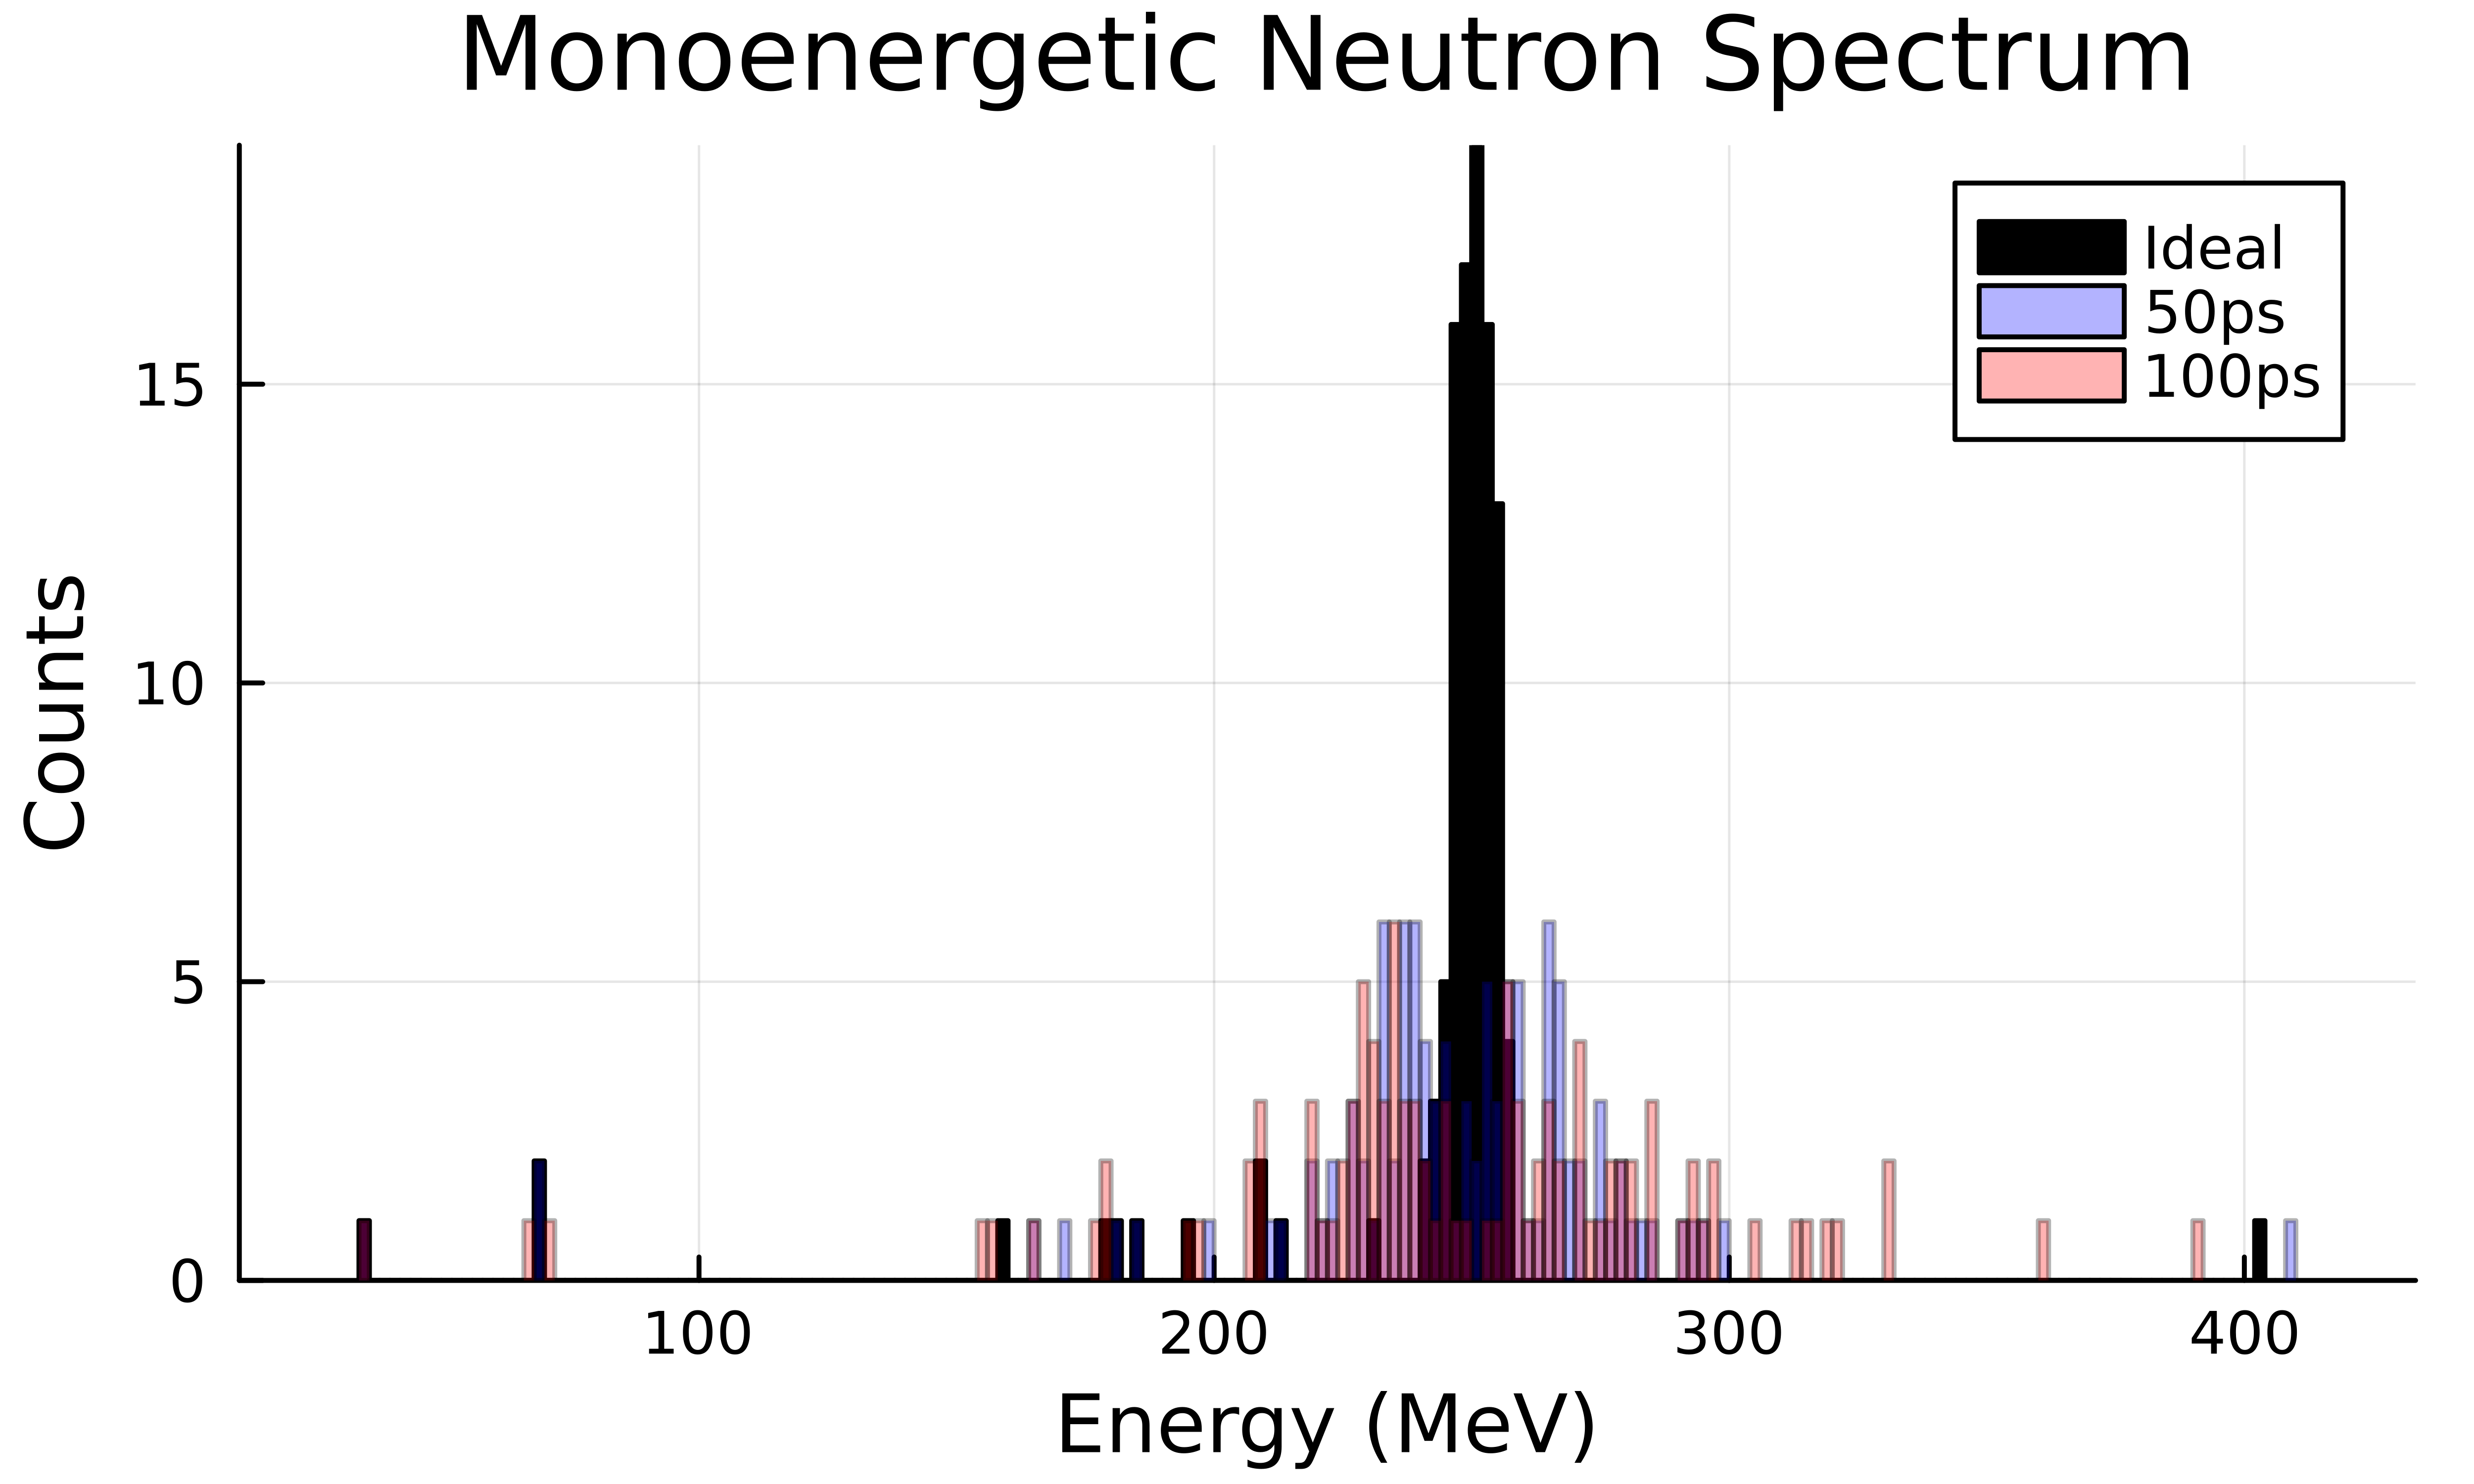 Monoenergetic Neutron Spectrum
Ideal
50ps
100ps
15
10
5
0
Counts
100
200
300
400
Energy (MeV)